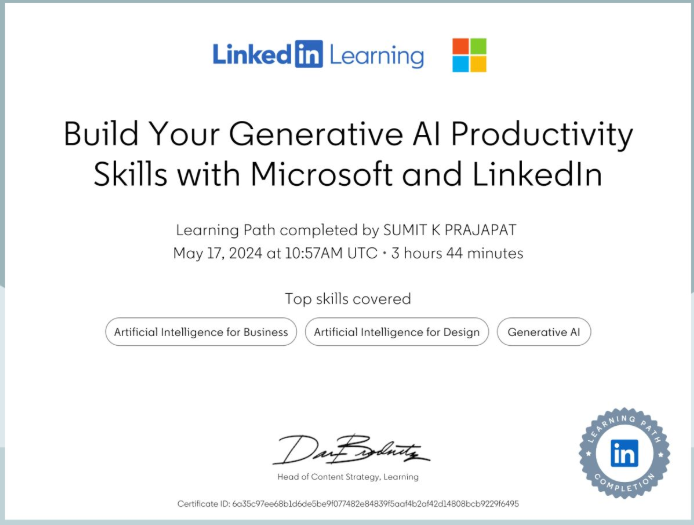 Linked in Learning
Build Your Generative AI Productivity
Skills with Microsoft and LinkedIn
Learning Path completed by SUMIT K PRAJAPAT
May 17, 2024 at 10:57AM UTC • 3 hours 44 minutes
Top skills covered
Artificial Intelligence for Business Artificial Intelligence for Design Generative AI
Head of Content Strategy, Learning
LEARNING PATH
in
COMPLETION
Certificate ID: 6a35c97ee68b1d6de5be9f077482e84839f5aaf4b2af42d14808bcb9229f6495